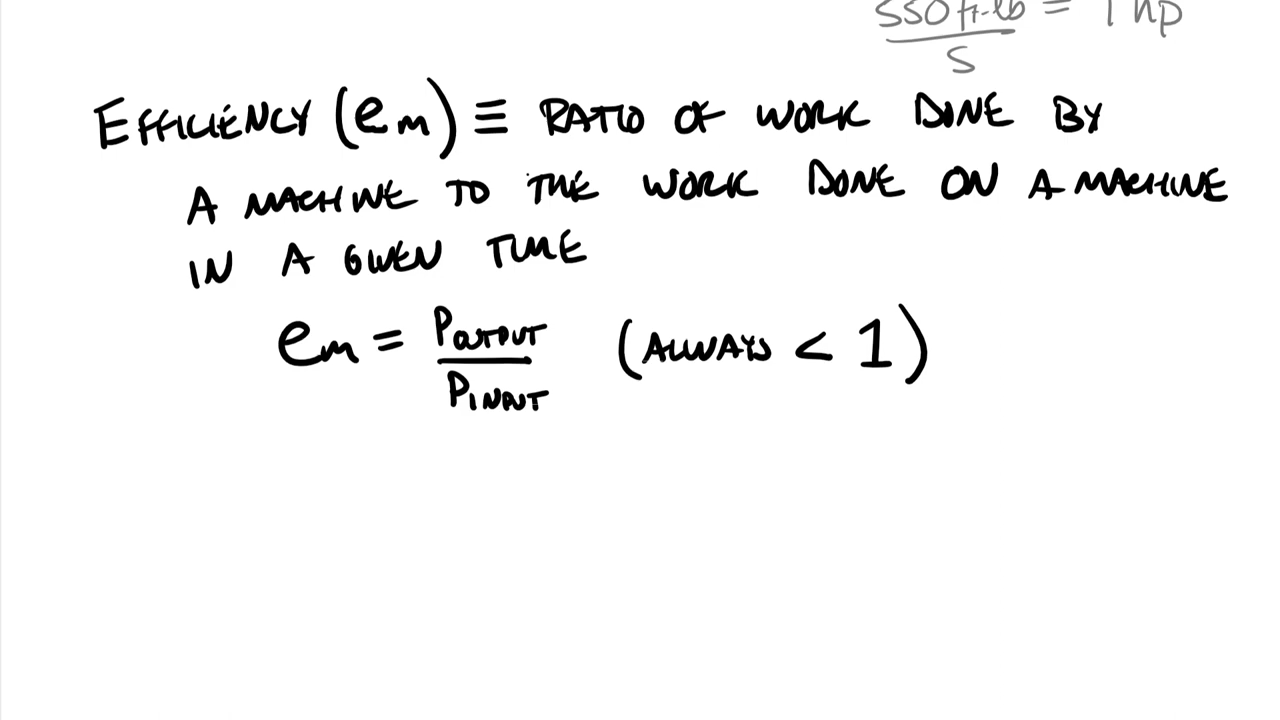 550 ft-lb = 1 hp
s
EFFICIENCY (em) ≡ RATIO OF WORK DONE BY
A MACHINE TO THE WORK DONE ON A MACHINE
IN A GIVEN TIME
em = Poutput / Pinput (ALWAYS < 1)